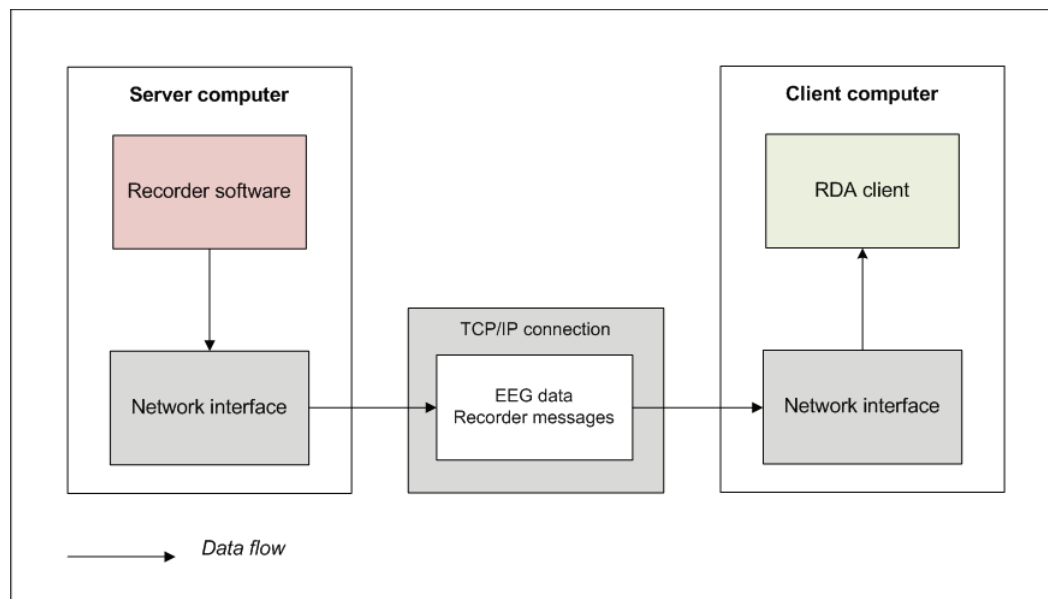 Server computer
Recorder software
Network interface
TCP/IP connection
EEG data
Recorder messages
Client computer
RDA client
Network interface
Data flow